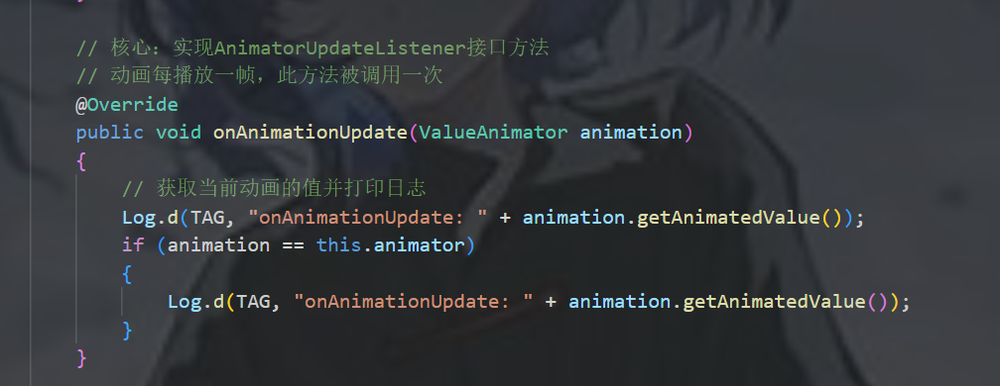 // 核心：实现AnimatorUpdateListener接口方法
// 动画每播放一帧，此方法被调用一次
@Override
public void onAnimationUpdate(ValueAnimator animation)
{
// 获取当前动画的值并打印日志
Log.d(TAG, "onAnimationUpdate: " + animation.getAnimatedValue());
if (animation == this.animator)
{
Log.d(TAG, "onAnimationUpdate: " + animation.getAnimatedValue());
}
}